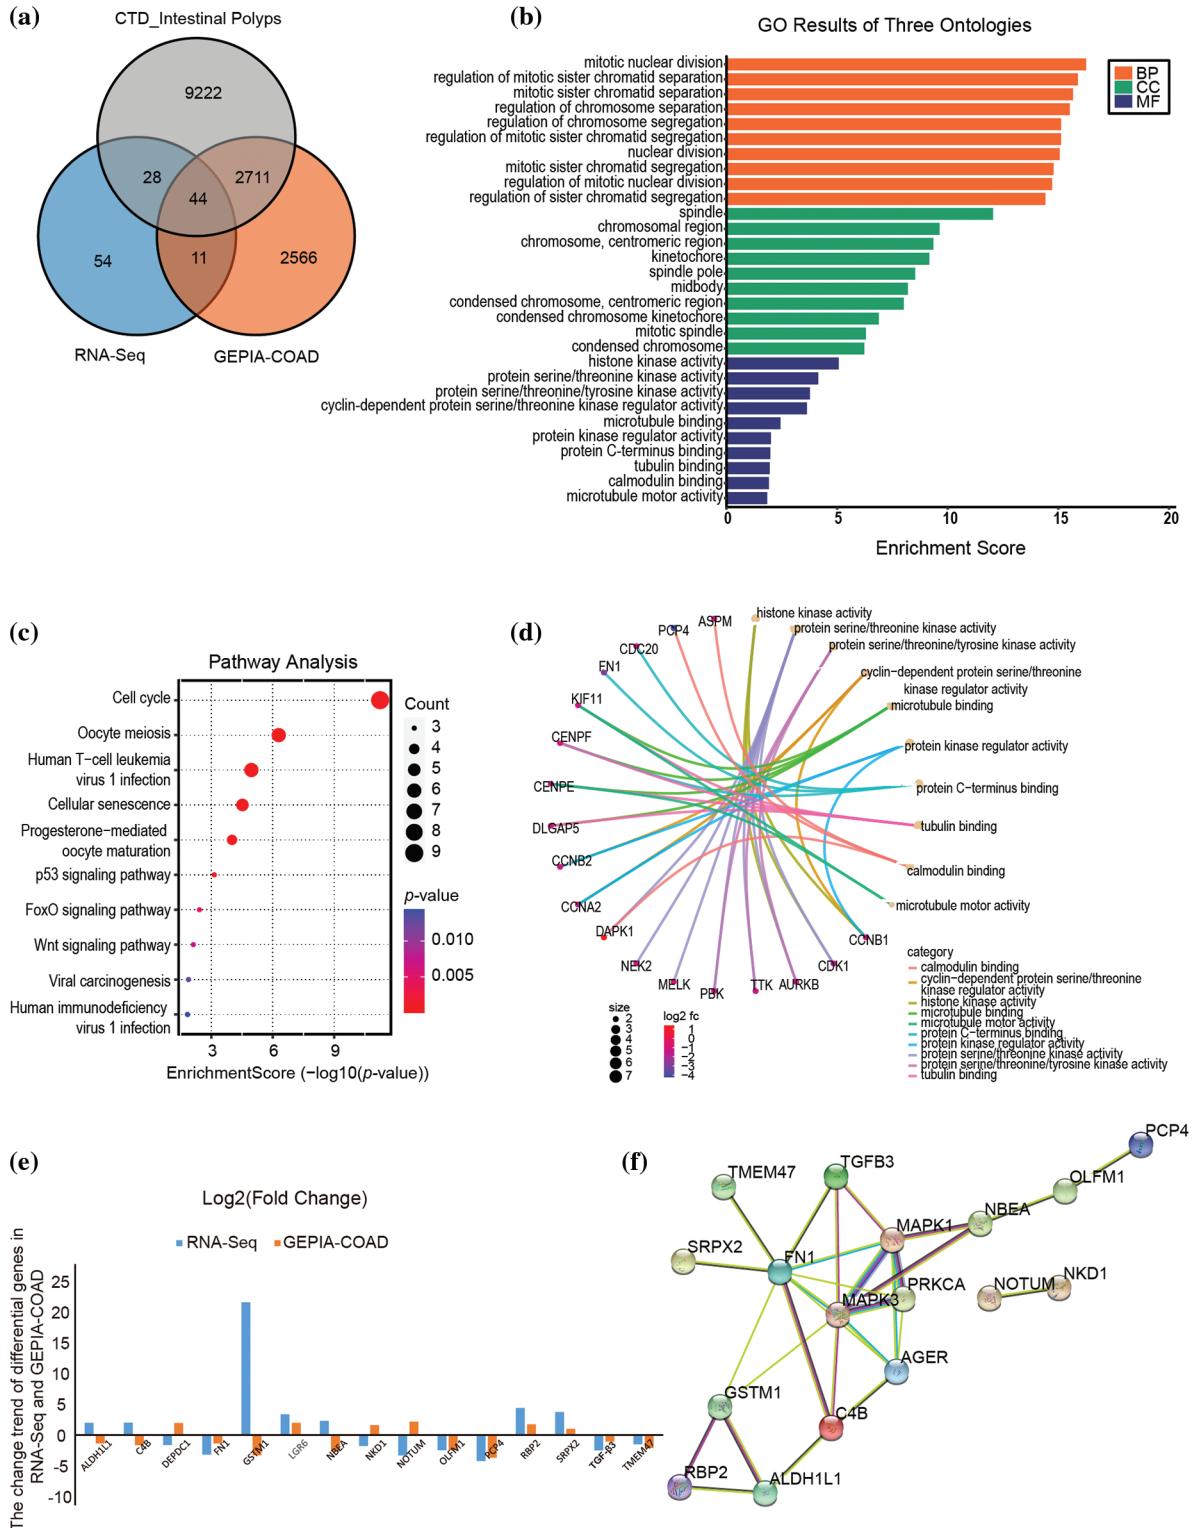 (a)
CTD_Intestinal Polyps
9222
28
2711
44
54
11
2566
RNA-Seq
GEPIA-COAD
(b)
GO Results of Three Ontologies
mitotic nuclear division
regulation of mitotic sister chromatid separation
mitotic sister chromatid separation
regulation of chromosome separation
regulation of chromosome segregation
regulation of mitotic sister chromatid segregation
nuclear division
mitotic sister chromatid segregation
regulation of mitotic nuclear division
regulation of sister chromatid segregation
spindle
chromosomal region
chromosome, centromeric region
kinetochore
spindle pole
midbody
condensed chromosome, centromeric region
condensed chromosome kinetochore
mitotic spindle
condensed chromosome
histone kinase activity
protein serine/threonine kinase activity
protein serine/threonine/tyrosine kinase activity
cyclin-dependent protein serine/threonine kinase regulator activity
microtubule binding
protein kinase regulator activity
protein C-terminus binding
tubulin binding
calmodulin binding
microtubule motor activity
BP
CC
MF
0 5 10 15 20
Enrichment Score
(c)
Pathway Analysis
Cell cycle
Oocyte meiosis
Human T−cell leukemia
virus 1 infection
Cellular senescence
Progesterone−mediated
oocyte maturation
p53 signaling pathway
FoxO signaling pathway
Wnt signaling pathway
Viral carcinogenesis
Human immunodeficiency
virus 1 infection
3 6 9
EnrichmentScore (−log10(p-value))
Count
3
4
5
6
7
8
9
p-value
0.010
0.005
(d)
histone kinase activity
protein serine/threonine kinase activity
protein serine/threonine/tyrosine kinase activity
cyclin-dependent protein serine/threonine
kinase regulator activity
microtubule binding
protein kinase regulator activity
protein C-terminus binding
tubulin binding
calmodulin binding
microtubule motor activity
ASPM
PCP4
CDC20
FN1
KIF11
CENPF
CENPE
DLGAP5
CCNB2
CCNA2
DAPK1
NEK2
MELK
PBK
TTK
AURKB
CDK1
CCNB1
size
2
3
4
5
6
7
log2 fc
1
0
−1
−2
−3
−4
category
calmodulin binding
cyclin-dependent protein serine/threonine
kinase regulator activity
histone kinase activity
microtubule binding
microtubule motor activity
protein C-terminus binding
protein kinase regulator activity
protein serine/threonine kinase activity
protein serine/threonine/tyrosine kinase activity
tubulin binding
(e)
Log2(Fold Change)
RNA-Seq
GEPIA-COAD
The change trend of differential genes in
RNA-Seq and GEPIA-COAD
25
20
15
10
5
0
-5
-10
ALDH1L1
C4B
DEPDC1
FN1
GSTM1
LGR6
NBEA
NKD1
NOTUM
OLFM1
PCP4
RBP2
SRPX2
TGF-β3
TMEM47
(f)
PCP4
TGFB3
TMEM47
OLFM1
NBEA
MAPK1
SRPX2
FN1
NKD1
NOTUM
PRKCA
MAPK3
AGER
GSTM1
C4B
RBP2
ALDH1L1